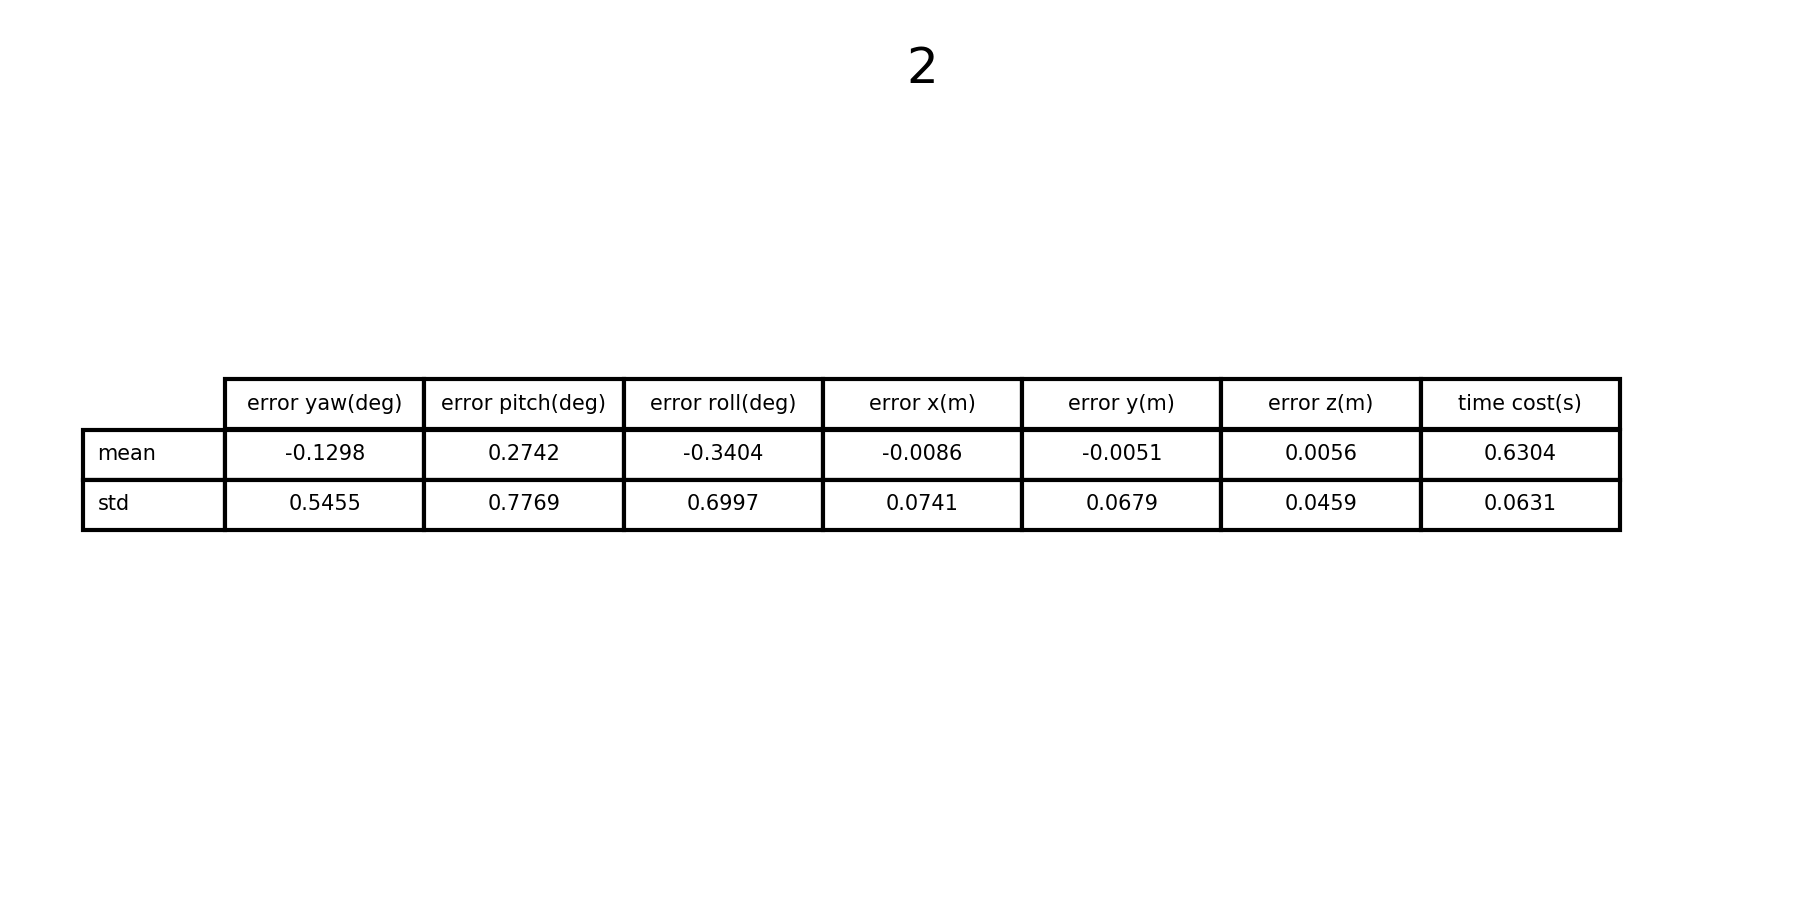 2
error yaw(deg) error pitch(deg) error roll(deg) error x(m) error y(m) error z(m) time cost(s)
mean -0.1298 0.2742 -0.3404 -0.0086 -0.0051 0.0056 0.6304
std 0.5455 0.7769 0.6997 0.0741 0.0679 0.0459 0.0631